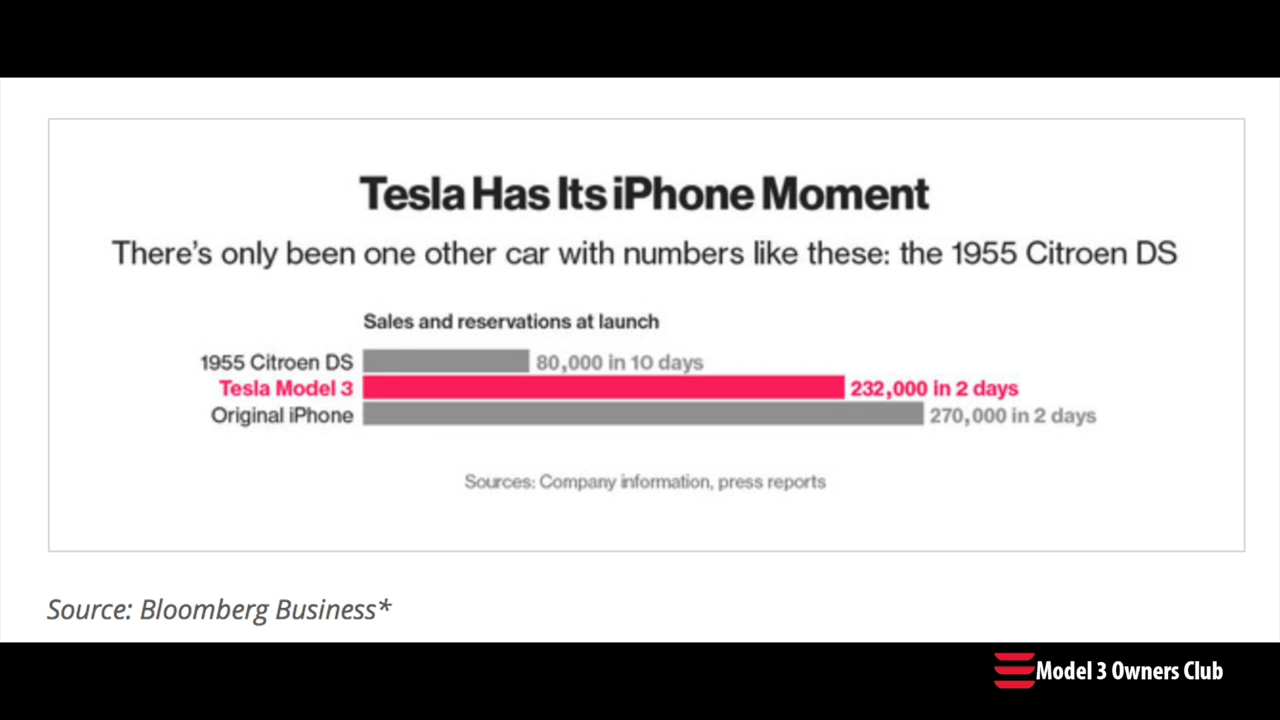 Tesla Has Its iPhone Moment
There's only been one other car with numbers like these: the 1955 Citroen DS
Sales and reservations at launch
1955 Citroen DS 80,000 in 10 days
Tesla Model 3 232,000 in 2 days
Original iPhone 270,000 in 2 days
Sources: Company information, press reports
Source: Bloomberg Business*
Model 3 Owners Club